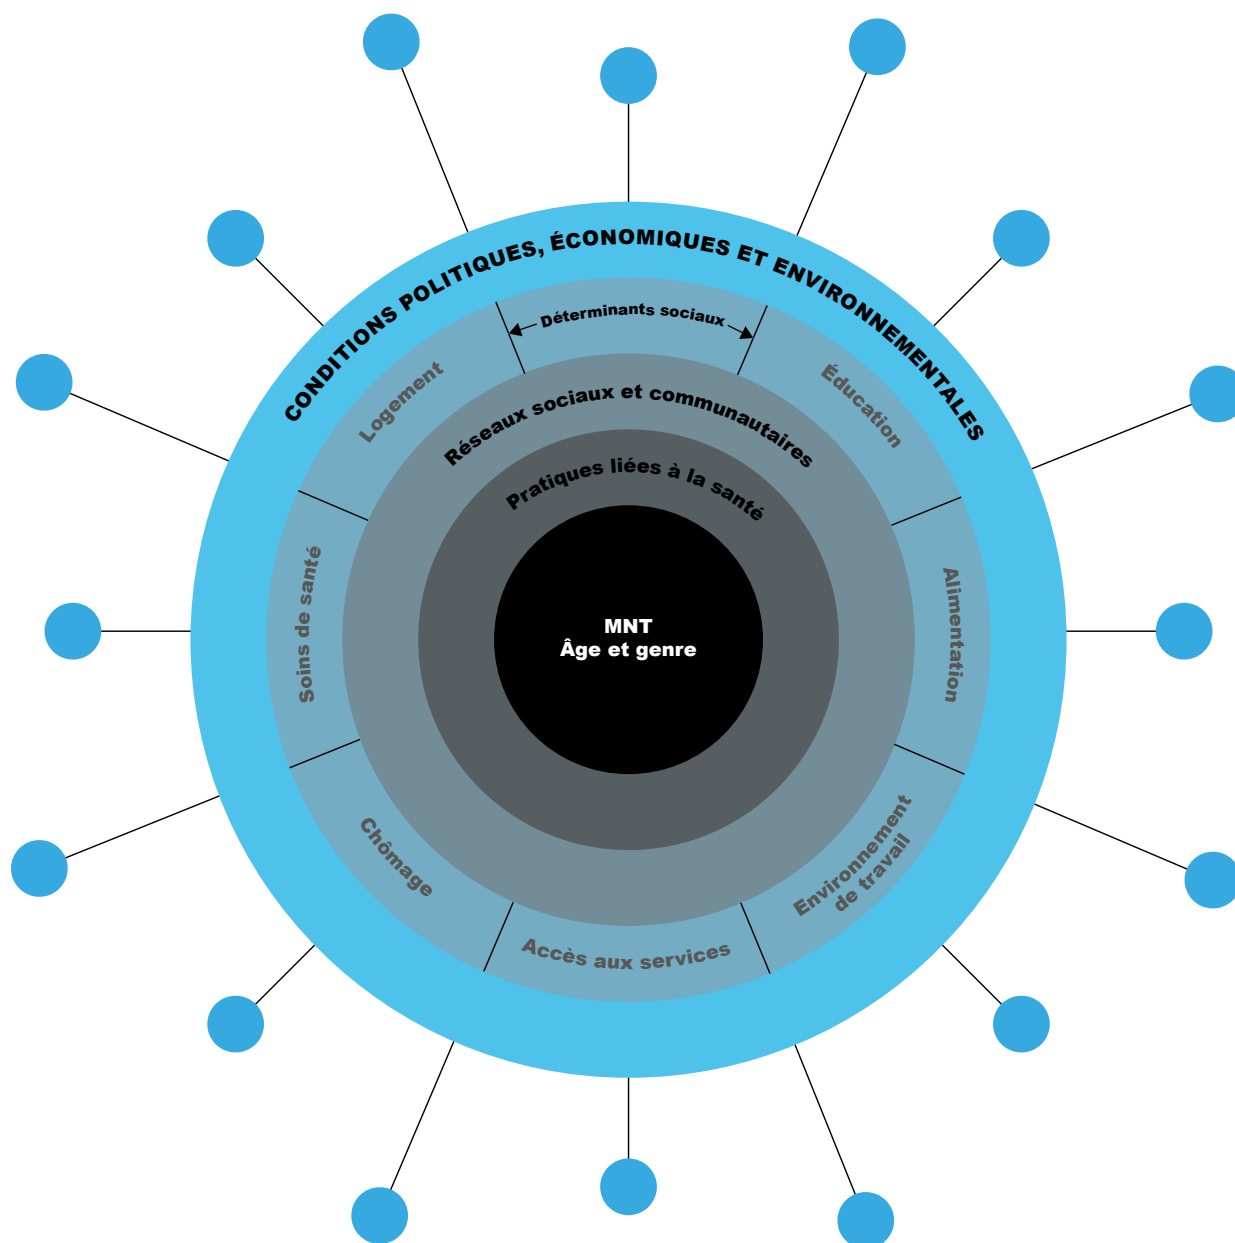 CONDITIONS POLITIQUES, ÉCONOMIQUES ET ENVIRONNEMENTALES
Déterminants sociaux
Logement
Éducation
Réseaux sociaux et communautaires
Pratiques liées à la santé
Soins de santé
Alimentation
MNT
Âge et genre
Chômage
Environnement
de travail
Accès aux services